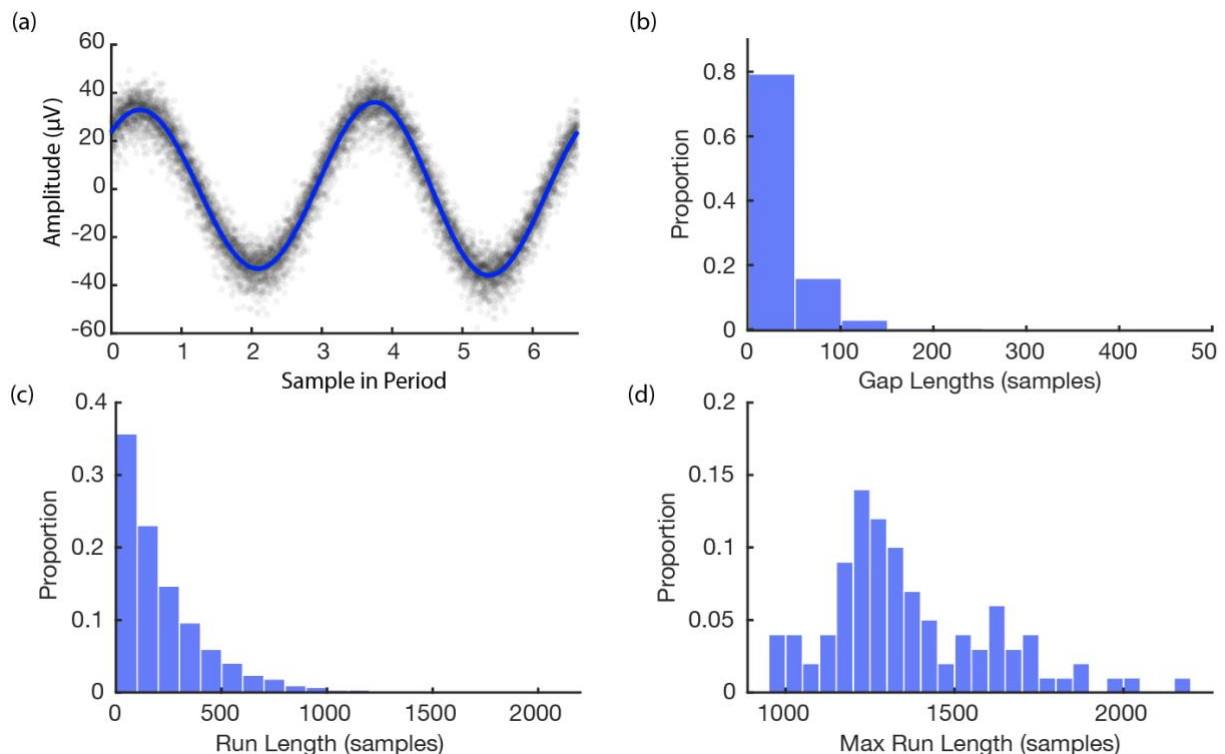 (a)
60
40
20
0
-20
-40
-60
Amplitude (µV)
0 1 2 3 4 5 6
Sample in Period
(b)
0.8
0.6
0.4
0.2
0
Proportion
0 100 200 300 400 50
Gap Lengths (samples)
(c)
0.4
0.3
0.2
0.1
0
Proportion
0 500 1000 1500 2000
Run Length (samples)
(d)
0.2
0.15
0.1
0.05
0
Proportion
1000 1500 2000
Max Run Length (samples)